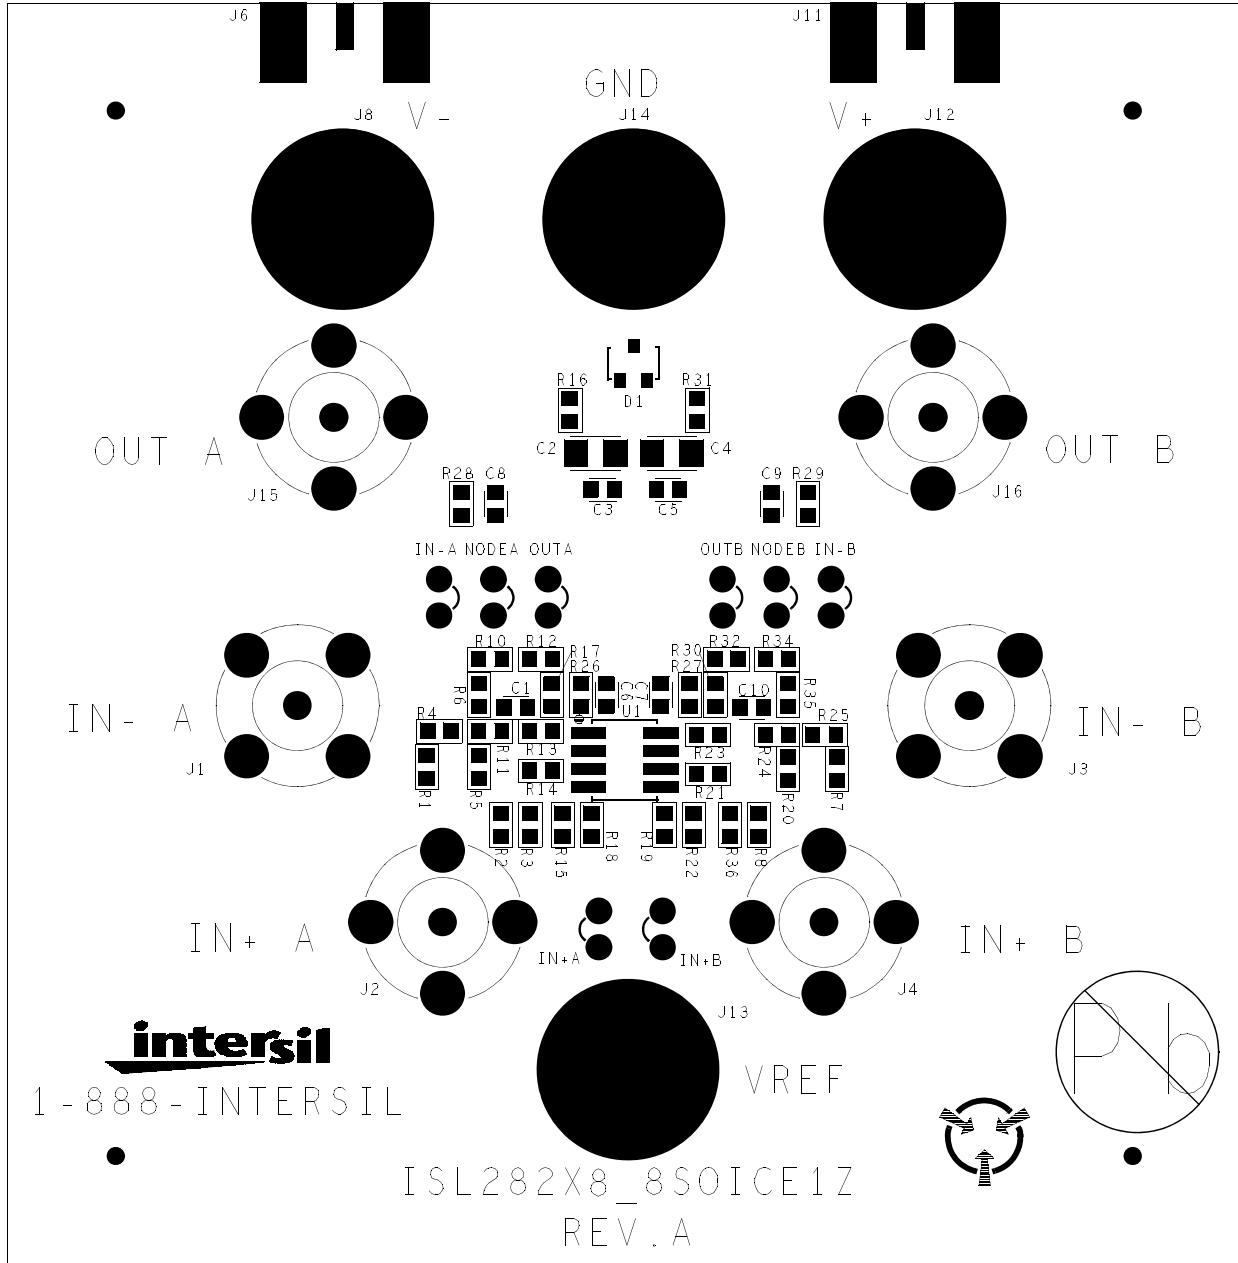 J6
J11
GND
J8
V-
J14
V+
J12
R16
R31
D1
OUT A
C2
C4
OUT B
R28
C8
C9
R29
J15
C3
C5
J16
IN-A NODEA OUTA
OUTB NODEB IN-B
R10
R12
R17
R30
R32
R34
R26
R27
R6
C1
C6
C7
C10
R35
IN- A
R4
U1
R25
IN- B
R13
R23
R11
R24
J1
R1
R5
R14
R21
R20
R7
J3
R2
R3
R15
R18
R19
R22
R36
R8
IN+ A
IN+A
IN+B
IN+ B
J2
J4
J13
intersil
VREF
Pb
1-888-INTERSIL
ISL282X8_8SOICE1Z
REV.A